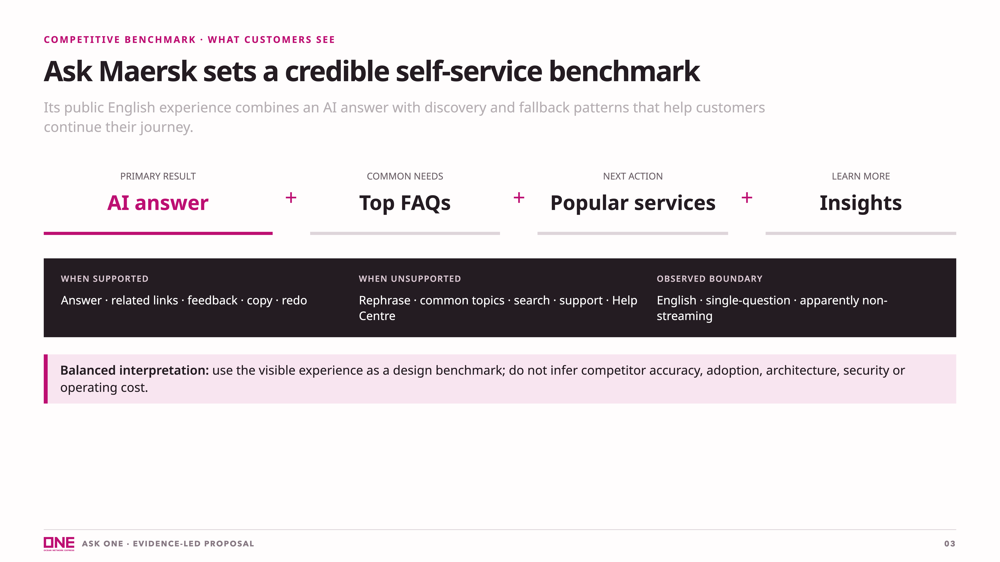 COMPETITIVE BENCHMARK · WHAT CUSTOMERS SEE
Ask Maersk sets a credible self-service benchmark
Its public English experience combines an AI answer with discovery and fallback patterns that help customers
continue their journey.
PRIMARY RESULT
AI answer
+
COMMON NEEDS
Top FAQs
+
NEXT ACTION
Popular services
+
LEARN MORE
Insights
WHEN SUPPORTED
Answer · related links · feedback · copy · redo
WHEN UNSUPPORTED
Rephrase · common topics · search · support · Help
Centre
OBSERVED BOUNDARY
English · single-question · apparently non-
streaming
Balanced interpretation: use the visible experience as a design benchmark; do not infer competitor accuracy, adoption, architecture, security or
operating cost.
ONE
OCEAN NETWORK EXPRESS
ASK ONE · EVIDENCE-LED PROPOSAL
03